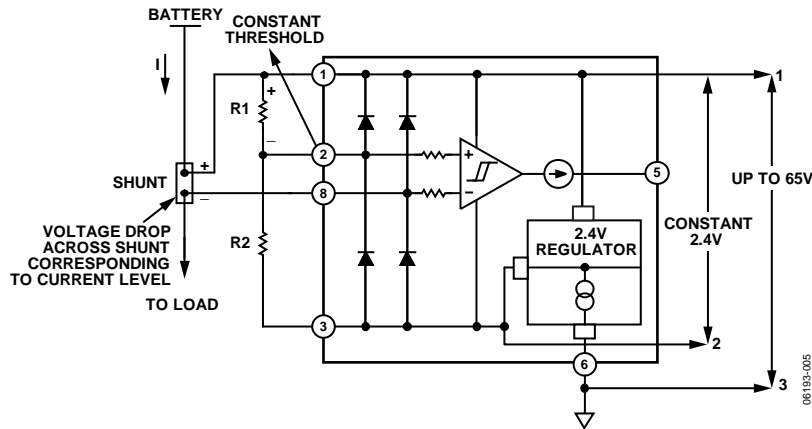 BATTERY
CONSTANT
THRESHOLD
I
1
1
+
R1
–
2
+
8
–
5
+
SHUNT
–
UP TO 65V
CONSTANT
2.4V
2.4V
REGULATOR
VOLTAGE DROP
ACROSS SHUNT
CORRESPONDING
TO CURRENT LEVEL
R2
TO LOAD
3
2
6
3
06193-005